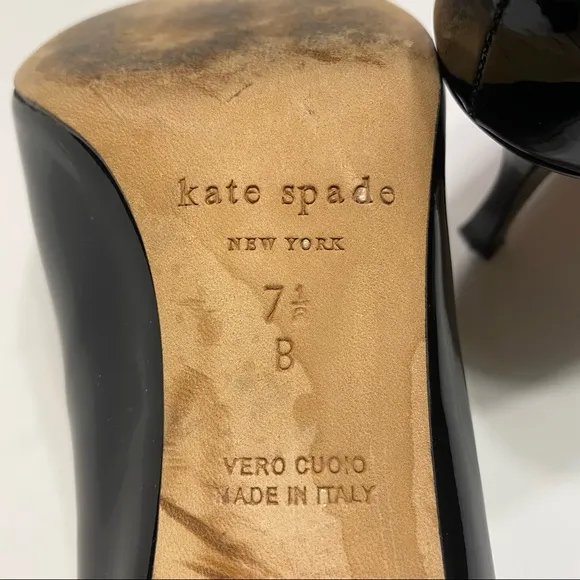 kate spade
NEW YORK
7½
B
VERO CUOIO
MADE IN ITALY